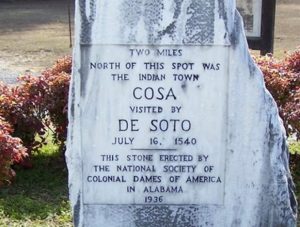 TWO MILES
NORTH OF THIS SPOT WAS
THE INDIAN TOWN
COSA
VISITED BY
DE SOTO
JULY 16, 1540
THIS STONE ERECTED BY
THE NATIONAL SOCIETY OF
COLONIAL DAMES OF AMERICA
IN ALABAMA
1936